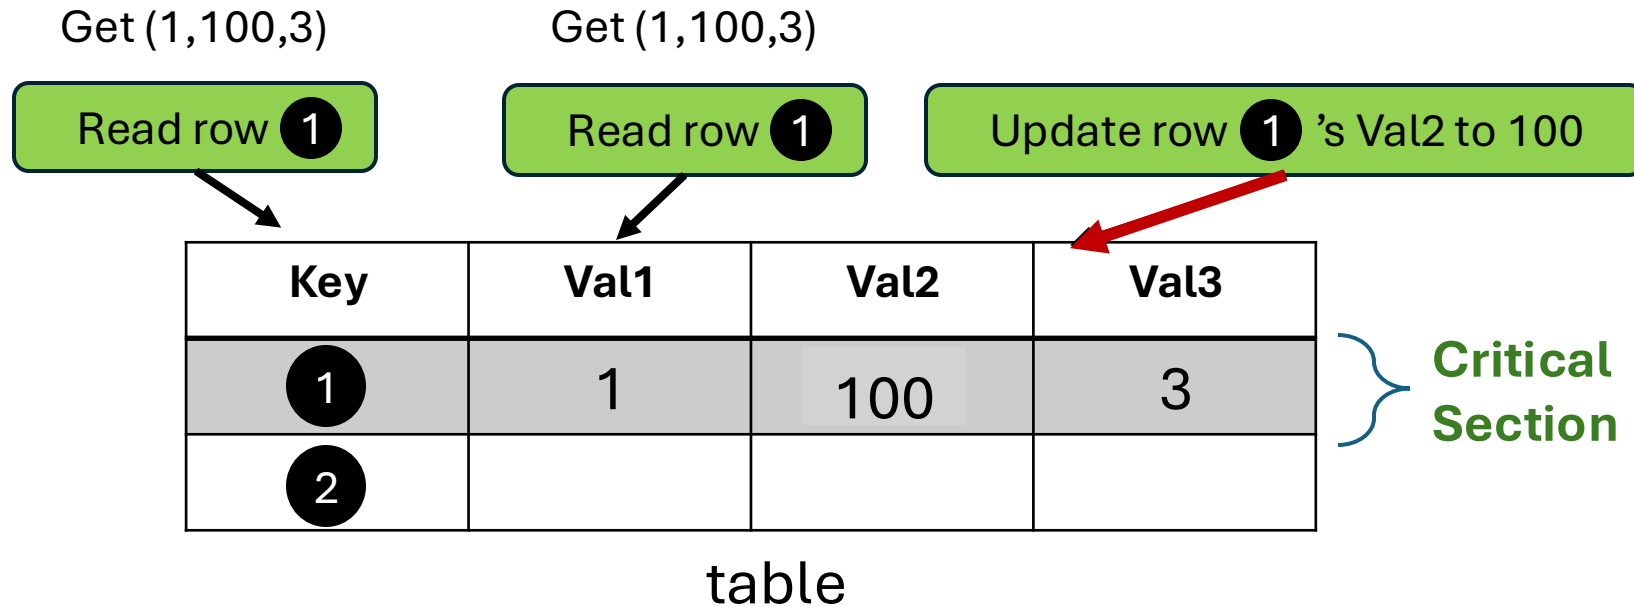 Get (1,100,3)
Get (1,100,3)
Read row 1
Read row 1
Update row 1 ’s Val2 to 100
Key Val1 Val2 Val3
1 1 100 3
2
Critical
Section
table